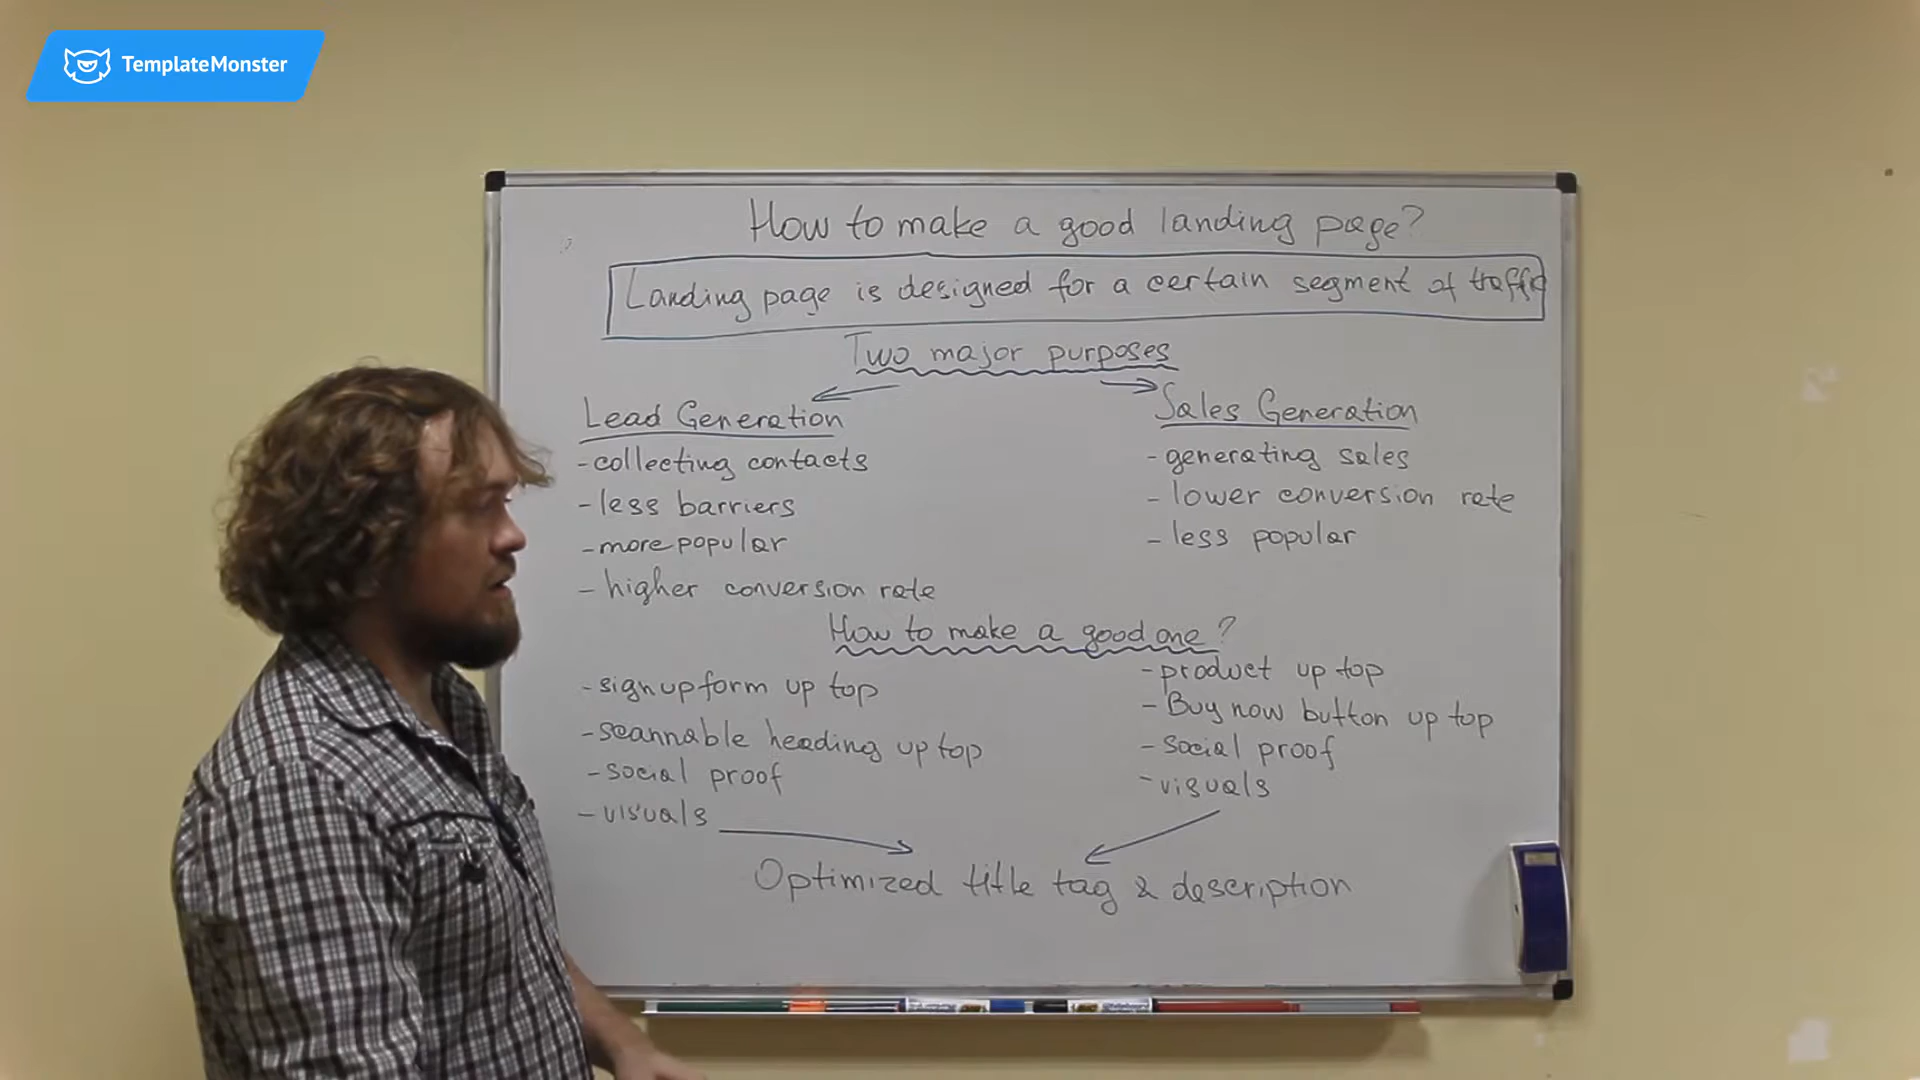 TemplateMonster
How to make a good landing page?
Landing page is designed for a certain segment of traffic
Two major purposes
Lead Generation
-collecting contacts
-less barriers
-more popular
-higher conversion rate
Sales Generation
-generating sales
-lower conversion rate
-less popular
How to make a good one?
-sign up form up top
-scannable heading up top
-social proof
-visuals
-product up top
-Buy now button up top
-social proof
-visuals
Optimized title tag & description